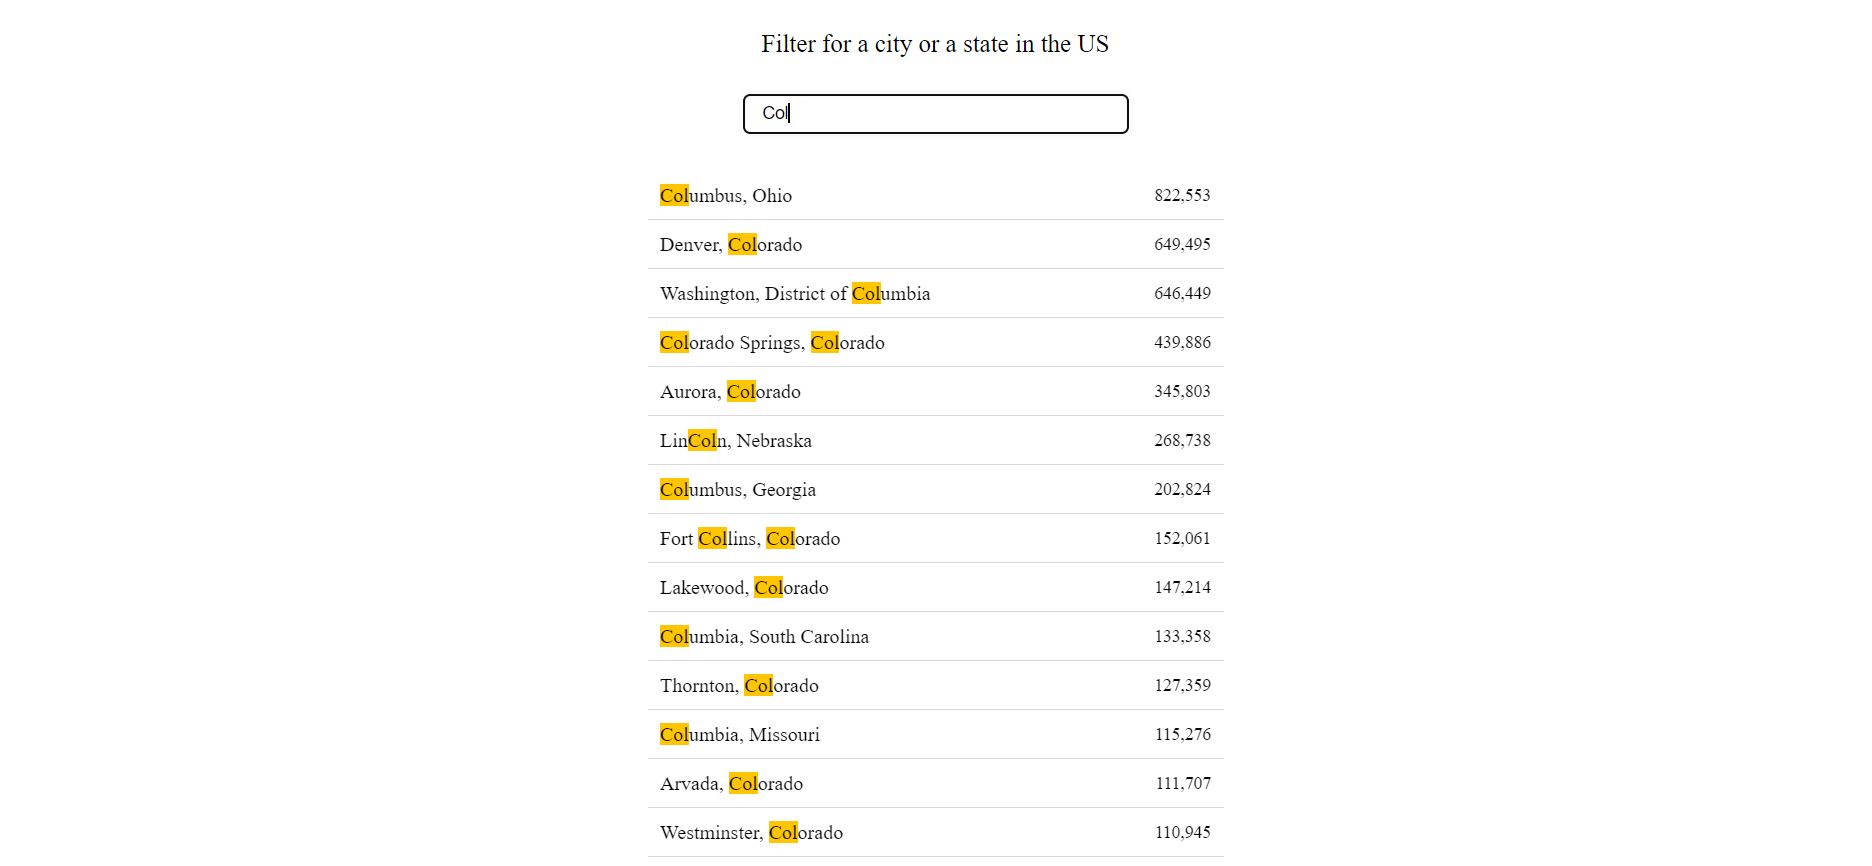 Filter for a city or a state in the US
Col
Columbus, Ohio 822,553
Denver, Colorado 649,495
Washington, District of Columbia 646,449
Colorado Springs, Colorado 439,886
Aurora, Colorado 345,803
LinColn, Nebraska 268,738
Columbus, Georgia 202,824
Fort Collins, Colorado 152,061
Lakewood, Colorado 147,214
Columbia, South Carolina 133,358
Thornton, Colorado 127,359
Columbia, Missouri 115,276
Arvada, Colorado 111,707
Westminster, Colorado 110,945